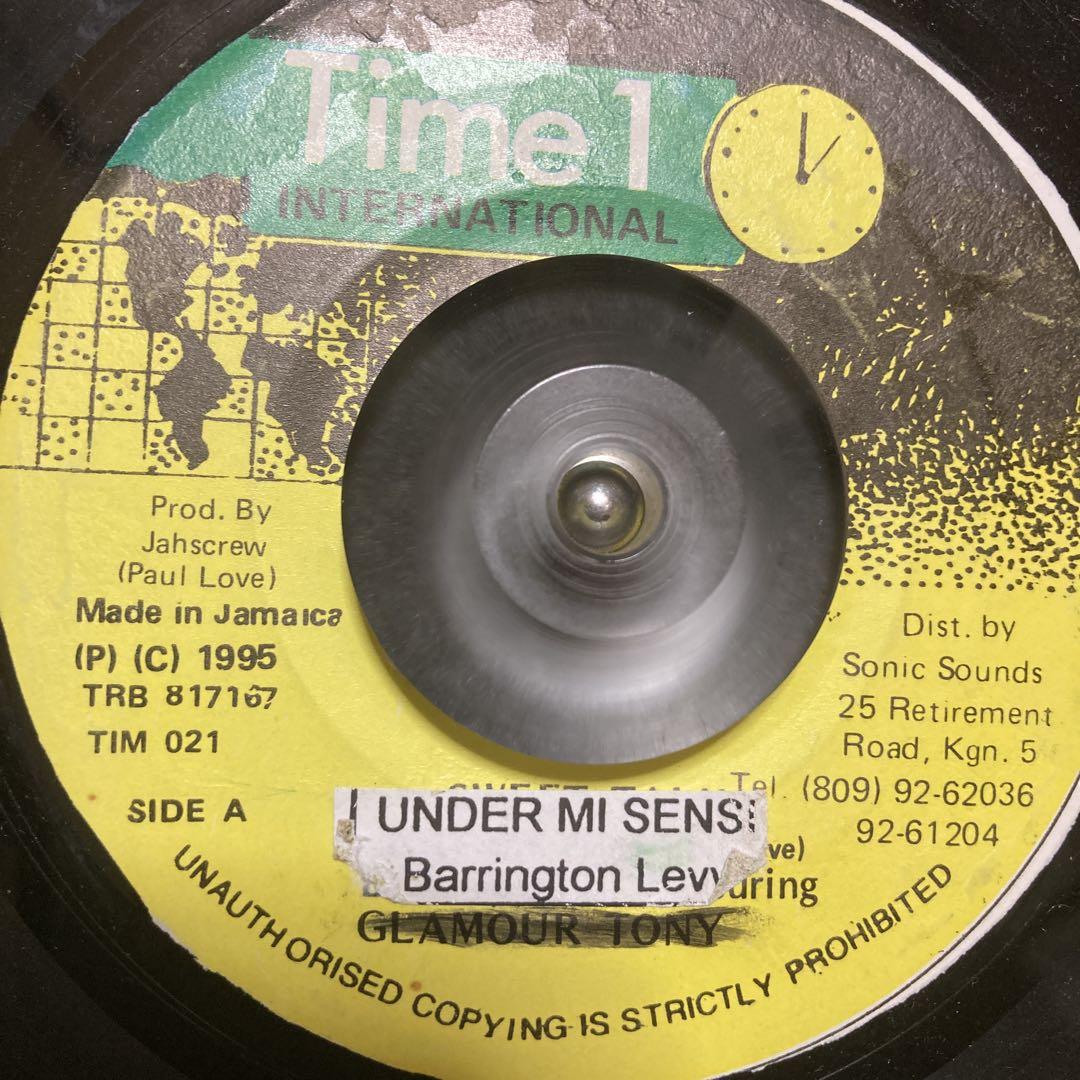 Time 1
INTERNATIONAL
Prod. By
Jahscrew
(Paul Love)
Made in Jamaica
(P) (C) 1995
TRB 817167
TIM 021
SIDE A
Dist. by
Sonic Sounds
25 Retirement
Road, Kgn. 5
Tel. (809) 92-62036
92-61204
UNDER MI SENSI
Barrington Levy
GLAMOUR TONY
UNAUTHORISED COPYING IS STRICTLY PROHIBITED